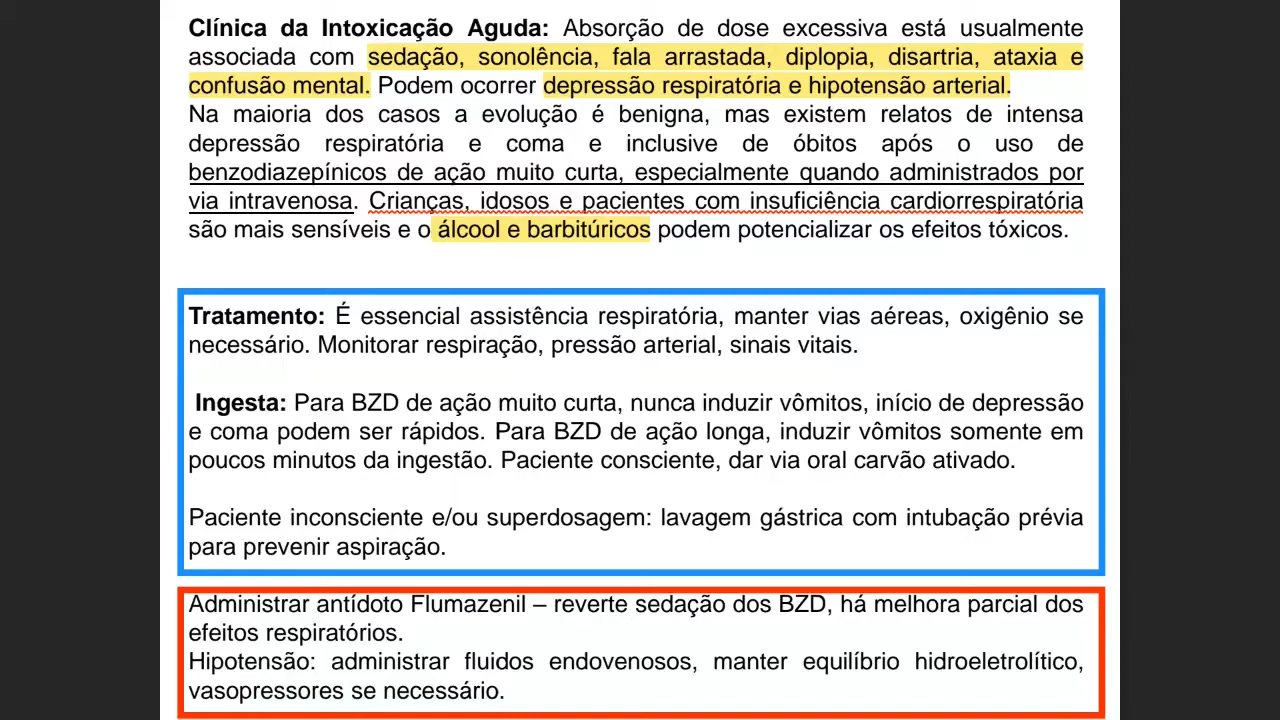 Clínica da Intoxicação Aguda: Absorção de dose excessiva está usualmente
associada com sedação, sonolência, fala arrastada, diplopia, disartria, ataxia e
confusão mental. Podem ocorrer depressão respiratória e hipotensão arterial.
Na maioria dos casos a evolução é benigna, mas existem relatos de intensa
depressão respiratória e coma e inclusive de óbitos após o uso de
benzodiazepínicos de ação muito curta, especialmente quando administrados por
via intravenosa. Crianças, idosos e pacientes com insuficiência cardiorrespiratória
são mais sensíveis e o álcool e barbitúricos podem potencializar os efeitos tóxicos.
Tratamento: É essencial assistência respiratória, manter vias aéreas, oxigênio se
necessário. Monitorar respiração, pressão arterial, sinais vitais.
Ingesta: Para BZD de ação muito curta, nunca induzir vômitos, início de depressão
e coma podem ser rápidos. Para BZD de ação longa, induzir vômitos somente em
poucos minutos da ingestão. Paciente consciente, dar via oral carvão ativado.
Paciente inconsciente e/ou superdosagem: lavagem gástrica com intubação prévia
para prevenir aspiração.
Administrar antídoto Flumazenil – reverte sedação dos BZD, há melhora parcial dos
efeitos respiratórios.
Hipotensão: administrar fluidos endovenosos, manter equilíbrio hidroeletrolítico,
vasopressores se necessário.